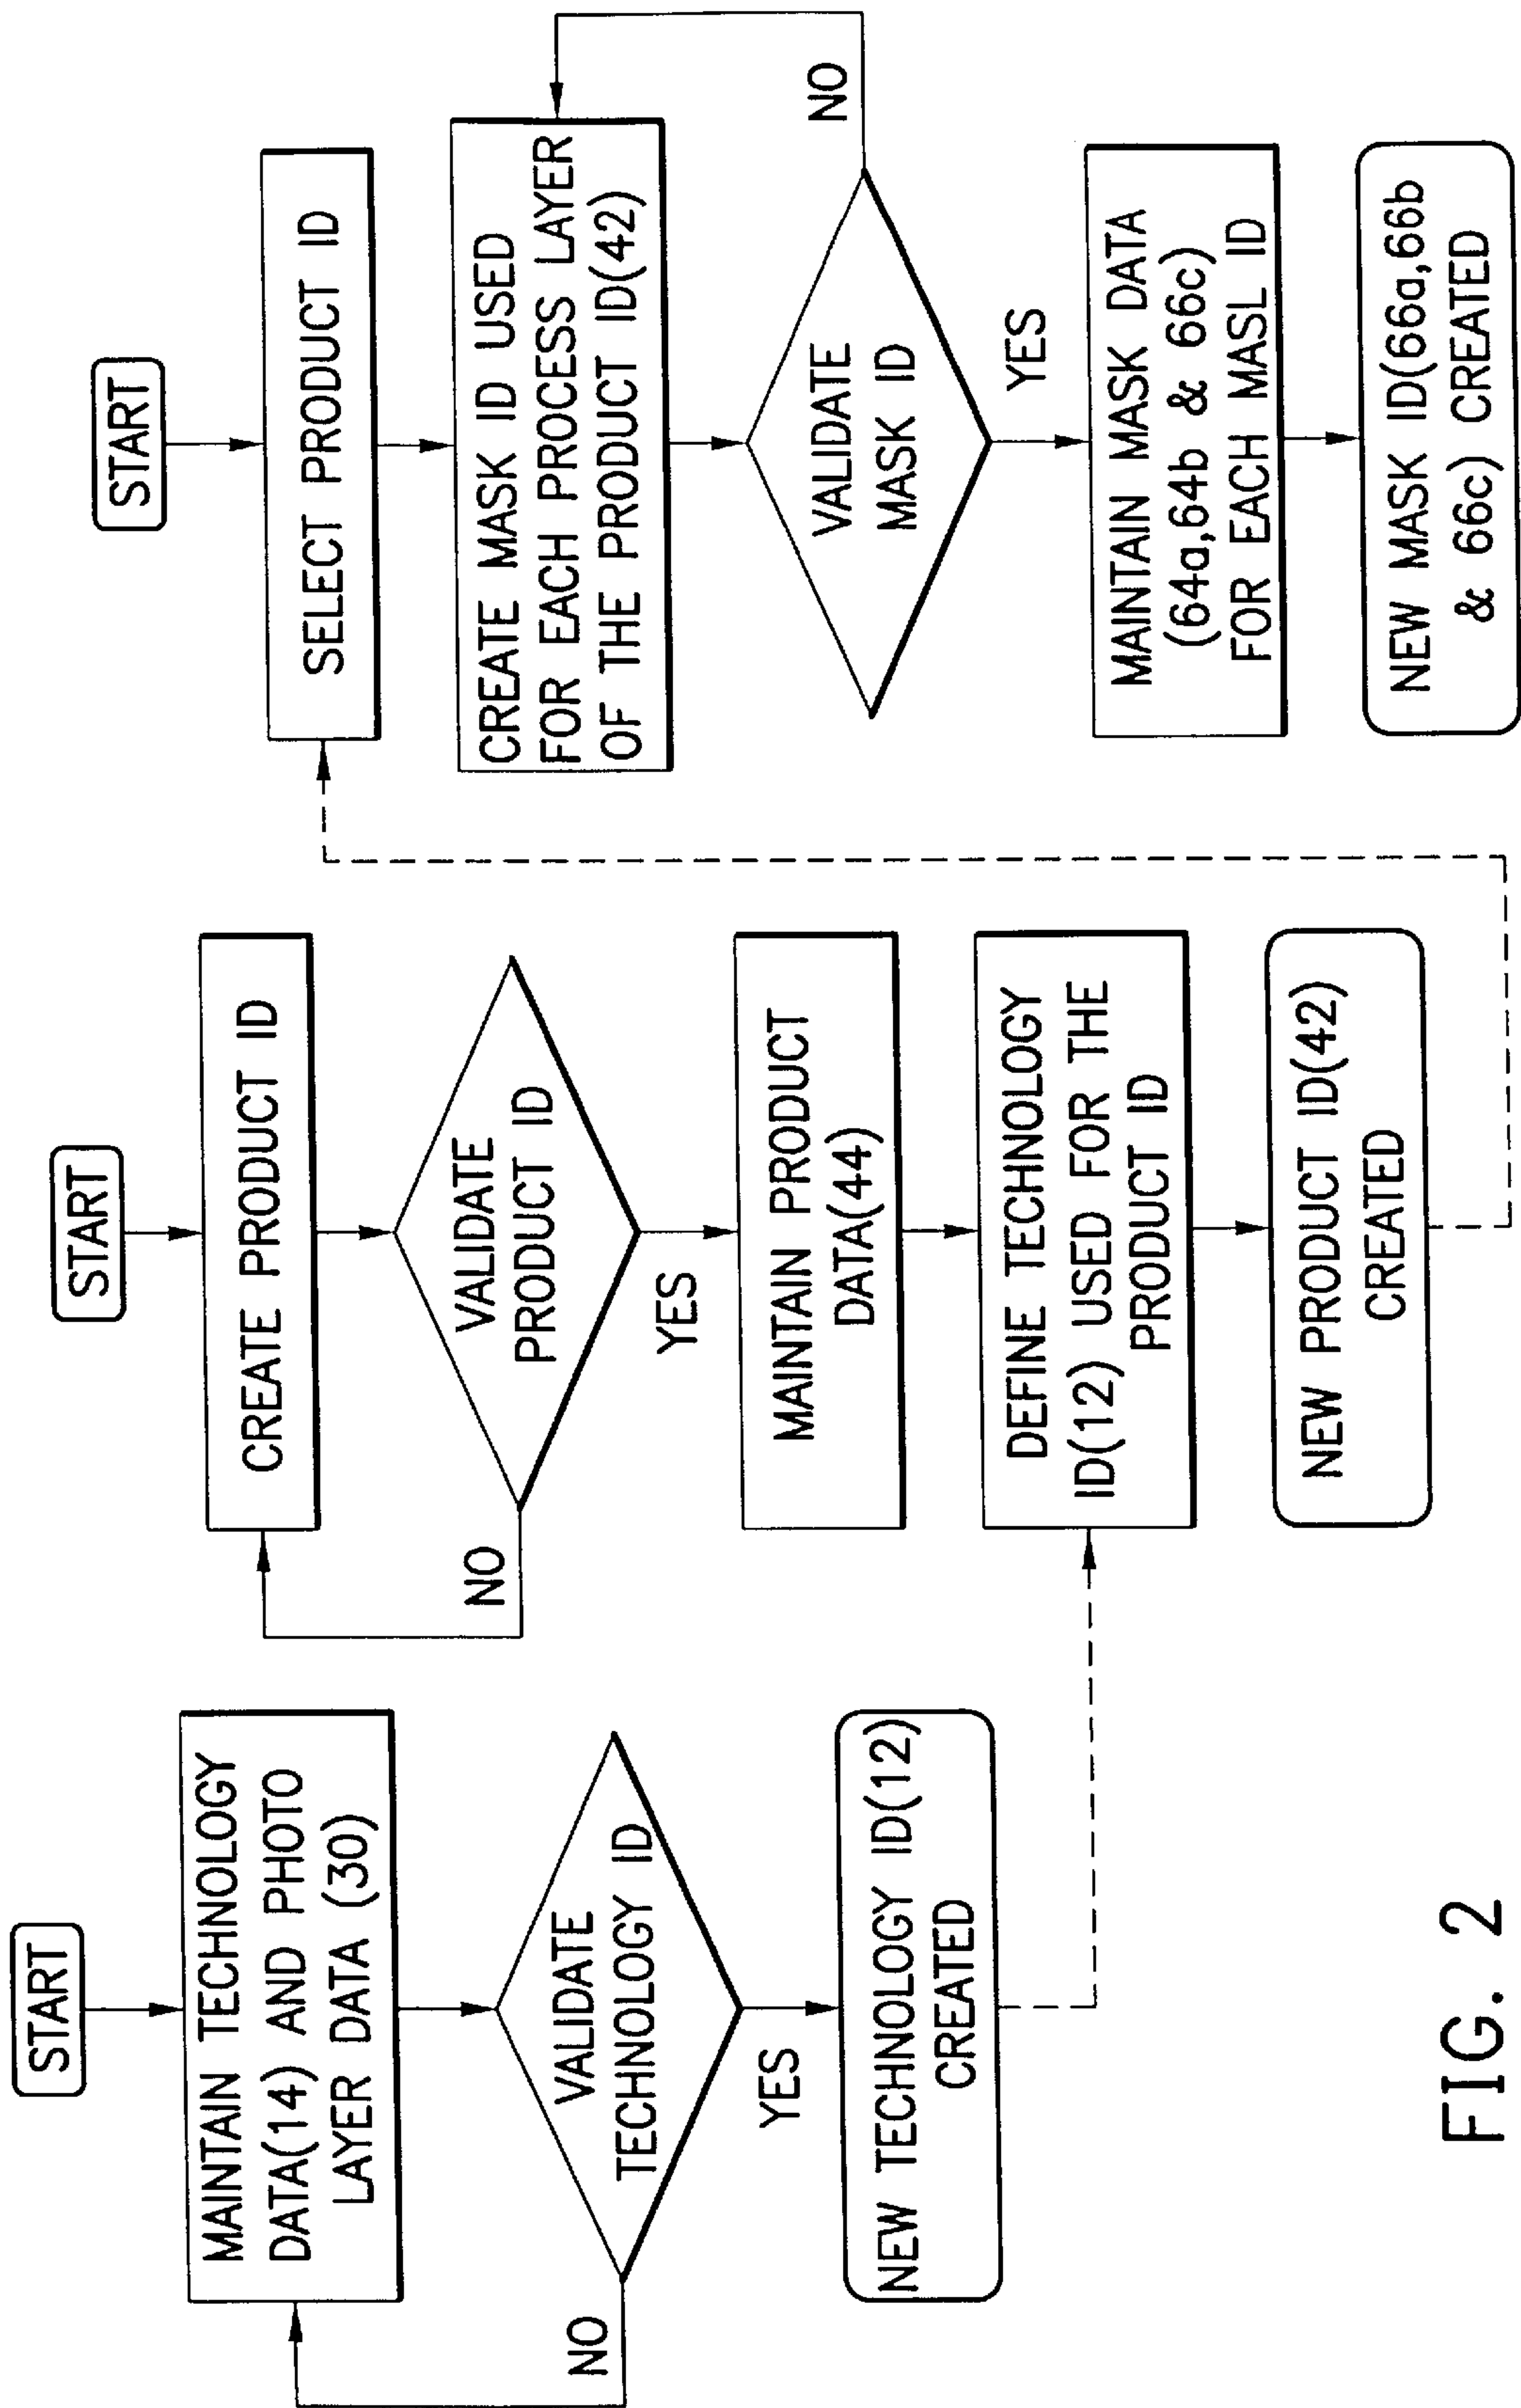 START
MAINTAIN TECHNOLOGY
DATA(14) AND PHOTO
LAYER DATA (30)
VALIDATE
TECHNOLOGY ID
NO
YES
NEW TECHNOLOGY ID(12)
CREATED
START
CREATE PRODUCT ID
VALIDATE
PRODUCT ID
NO
YES
MAINTAIN PRODUCT
DATA(44)
DEFINE TECHNOLOGY
ID(12) USED FOR THE
PRODUCT ID
NEW PRODUCT ID(42)
CREATED
START
SELECT PRODUCT ID
CREATE MASK ID USED
FOR EACH PROCESS LAYER
OF THE PRODUCT ID(42)
VALIDATE
MASK ID
NO
YES
MAINTAIN MASK DATA
(64a,64b & 66c)
FOR EACH MASL ID
NEW MASK ID(66a,66b
& 66c) CREATED
FIG. 2